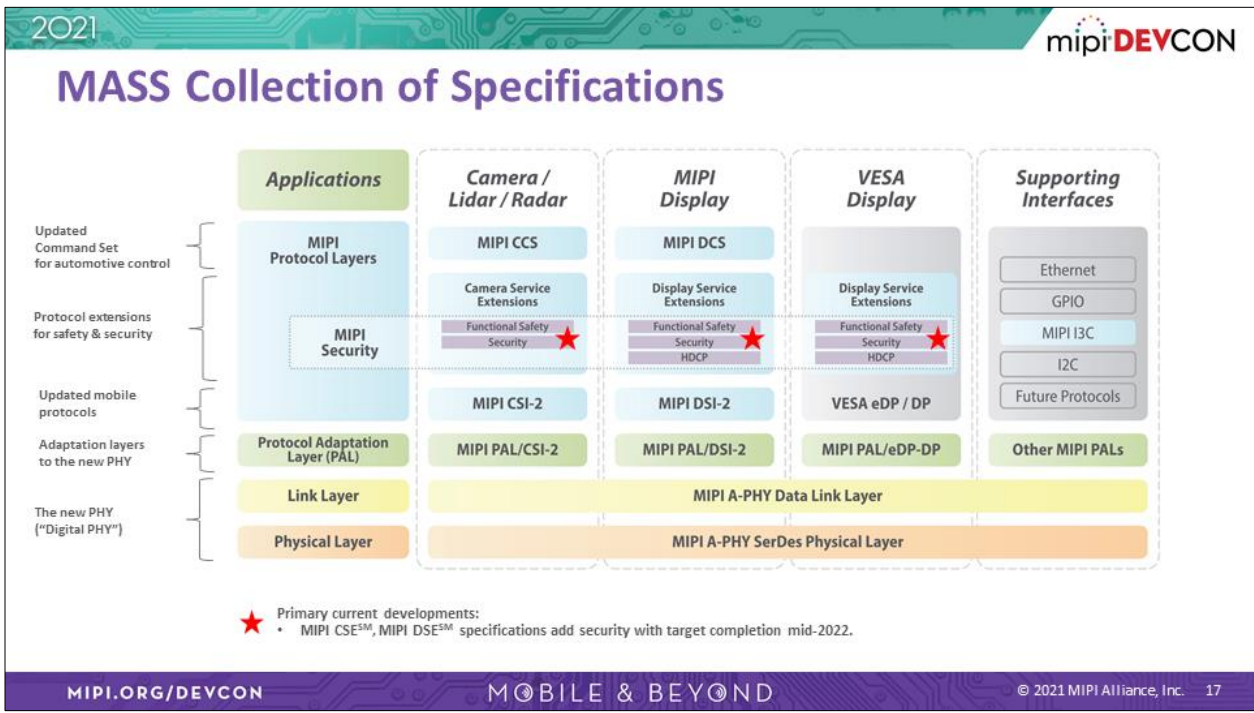 2021
mipi DEVCON
MASS Collection of Specifications
Applications
Camera /
Lidar / Radar
MIPI
Display
VESA
Display
Supporting
Interfaces
Updated
Command Set
for automotive control
MIPI
Protocol Layers
MIPI CCS
MIPI DCS
Protocol extensions
for safety & security
Camera Service
Extensions
Display Service
Extensions
Display Service
Extensions
MIPI
Security
Functional Safety
Security
Functional Safety
Security
HDCP
Functional Safety
Security
HDCP
Ethernet
GPIO
MIPI I3C
I2C
Future Protocols
Updated mobile
protocols
MIPI CSI-2
MIPI DSI-2
VESA eDP / DP
Adaptation layers
to the new PHY
Protocol Adaptation
Layer (PAL)
MIPI PAL/CSI-2
MIPI PAL/DSI-2
MIPI PAL/eDP-DP
Other MIPI PALs
The new PHY
("Digital PHY")
Link Layer
MIPI A-PHY Data Link Layer
Physical Layer
MIPI A-PHY SerDes Physical Layer
Primary current developments:
• MIPI CSE℠, MIPI DSE℠ specifications add security with target completion mid-2022.
MIPI.ORG/DEVCON
MOBILE & BEYOND
© 2021 MIPI Alliance, Inc. 17